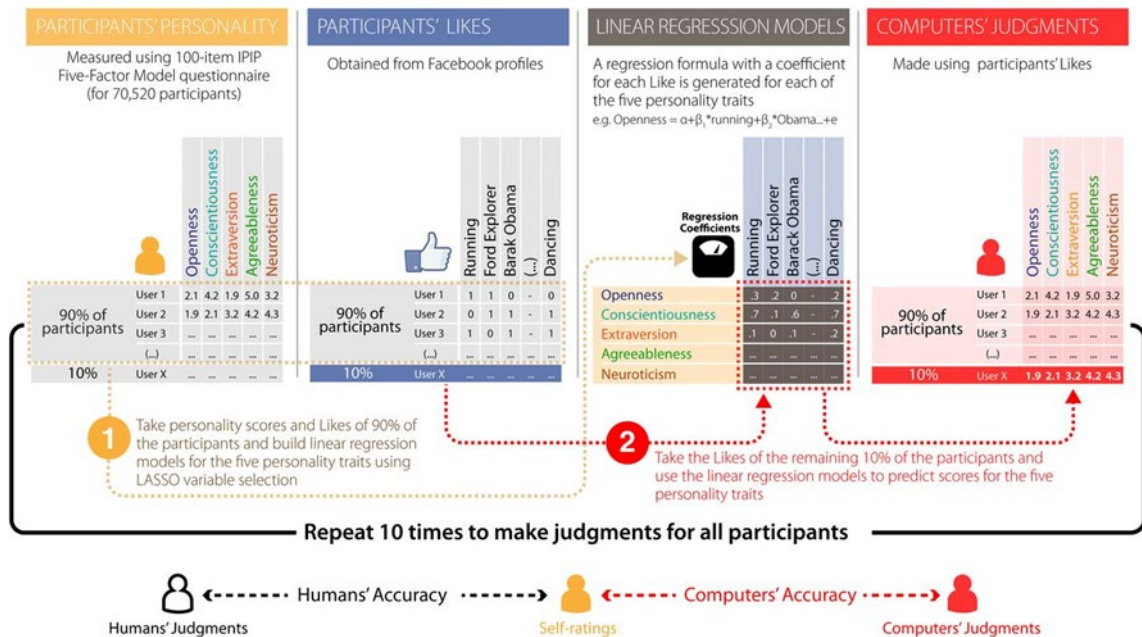 PARTICIPANTS' PERSONALITY
Measured using 100-item IPIP
Five-Factor Model questionnaire
(for 70,520 participants)
Openness
Conscientiousness
Extraversion
Agreeableness
Neuroticism
90% of
participants
User 1 2.1 4.2 1.9 5.0 3.2
User 2 1.9 2.1 3.2 4.2 4.3
User 3 ... ... ... ... ...
(...) ... ... ... ... ...
10% User X ... ... ... ... ...
PARTICIPANTS' LIKES
Obtained from Facebook profiles
Running
Ford Explorer
Barak Obama
(...)
Dancing
90% of
participants
User 1 1 1 0 - 0
User 2 0 1 1 - 1
User 3 1 0 1 - 1
(...) ... ... ... ... ...
10% User X ... ... ... ... ...
LINEAR REGRESSSION MODELS
A regression formula with a coefficient
for each Like is generated for each of
the five personality traits
e.g. Openness = α+β₁*running+β₂*Obama...+e
Regression
Coefficients
Running
Ford Explorer
Barack Obama
(...)
Dancing
Openness .3 .2 0 - .2
Conscientiousness .7 .1 .6 - .7
Extraversion .1 0 .1 - .2
Agreeableness ... ... ... ... ...
Neuroticism ... ... ... ... ...
COMPUTERS' JUDGMENTS
Made using participants' Likes
Openness
Conscientiousness
Extraversion
Agreeableness
Neuroticism
90% of
participants
User 1 2.1 4.2 1.9 5.0 3.2
User 2 1.9 2.1 3.2 4.2 4.3
User 3 ... ... ... ... ...
(...) ... ... ... ... ...
10% User X 1.9 2.1 3.2 4.2 4.3
1
Take personality scores and Likes of 90% of
the participants and build linear regression
models for the five personality traits using
LASSO variable selection
2
Take the Likes of the remaining 10% of the participants and
use the linear regression models to predict scores for the five
personality traits
Repeat 10 times to make judgments for all participants
Humans' Accuracy
Computers' Accuracy
Humans' Judgments
Self-ratings
Computers' Judgments